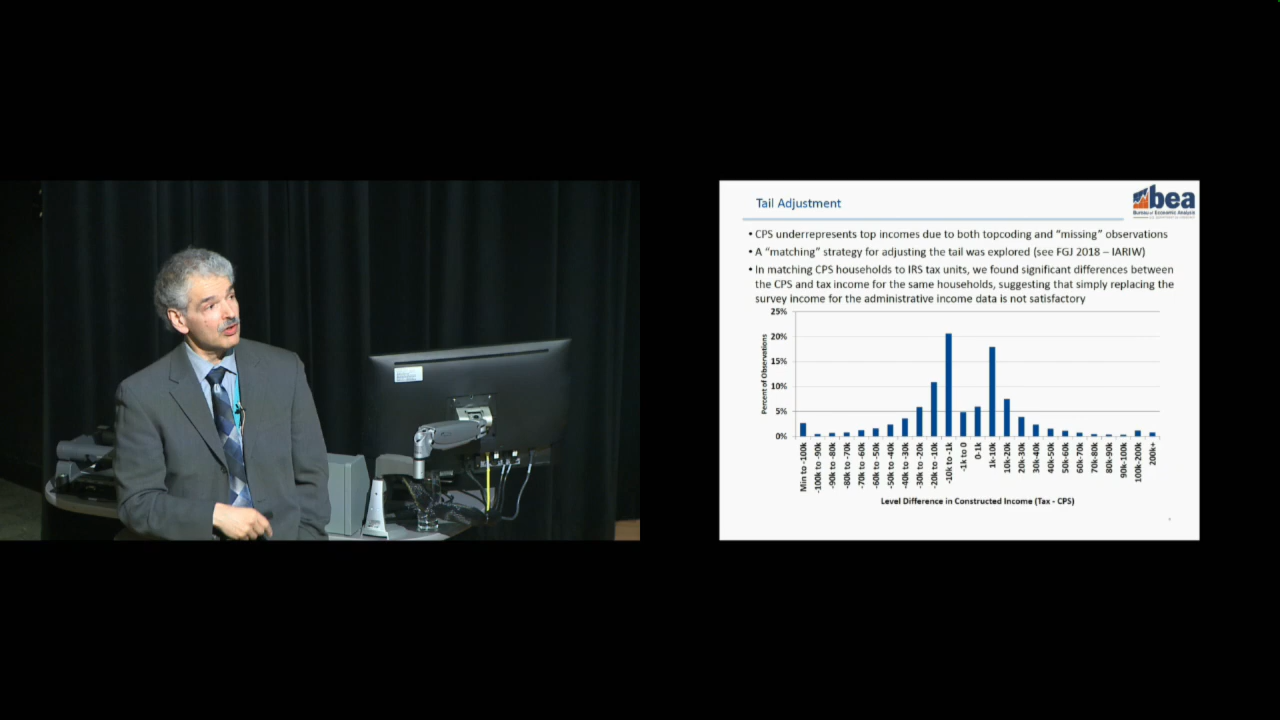 Tail Adjustment
bea
Bureau of Economic Analysis
• CPS underrepresents top incomes due to both topcoding and “missing” observations
• A “matching” strategy for adjusting the tail was explored (see FGJ 2018 – IARIW)
• In matching CPS households to IRS tax units, we found significant differences between
the CPS and tax income for the same households, suggesting that simply replacing the
survey income for the administrative income data is not satisfactory
25%
20%
15%
10%
5%
0%
Percent of Observations
Min to -100k
-100k to -90k
-90k to -80k
-80k to -70k
-70k to -60k
-60k to -50k
-50k to -40k
-40k to -30k
-30k to -20k
-20k to -10k
-10k to -1k
-1k to 0
0-1k
1k-10k
10k-20k
20k-30k
30k-40k
40k-50k
50k-60k
60k-70k
70k-80k
80k-90k
90k-100k
100k-200k
200k+
Level Difference in Constructed Income (Tax - CPS)